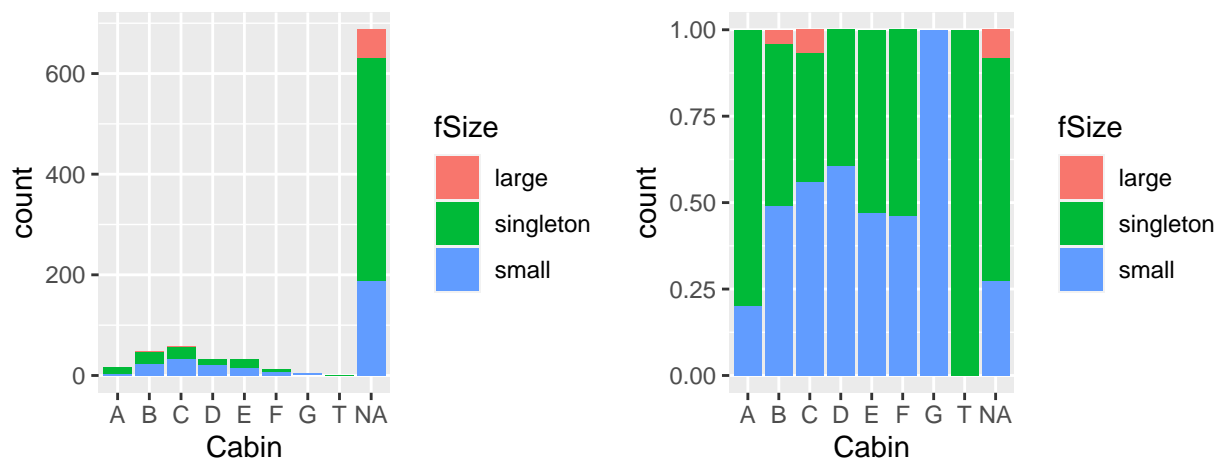 600
400
200
0
count
A B C D E F G T NA
Cabin
fSize
large
singleton
small
1.00
0.75
0.50
0.25
0.00
count
A B C D E F G T NA
Cabin
fSize
large
singleton
small